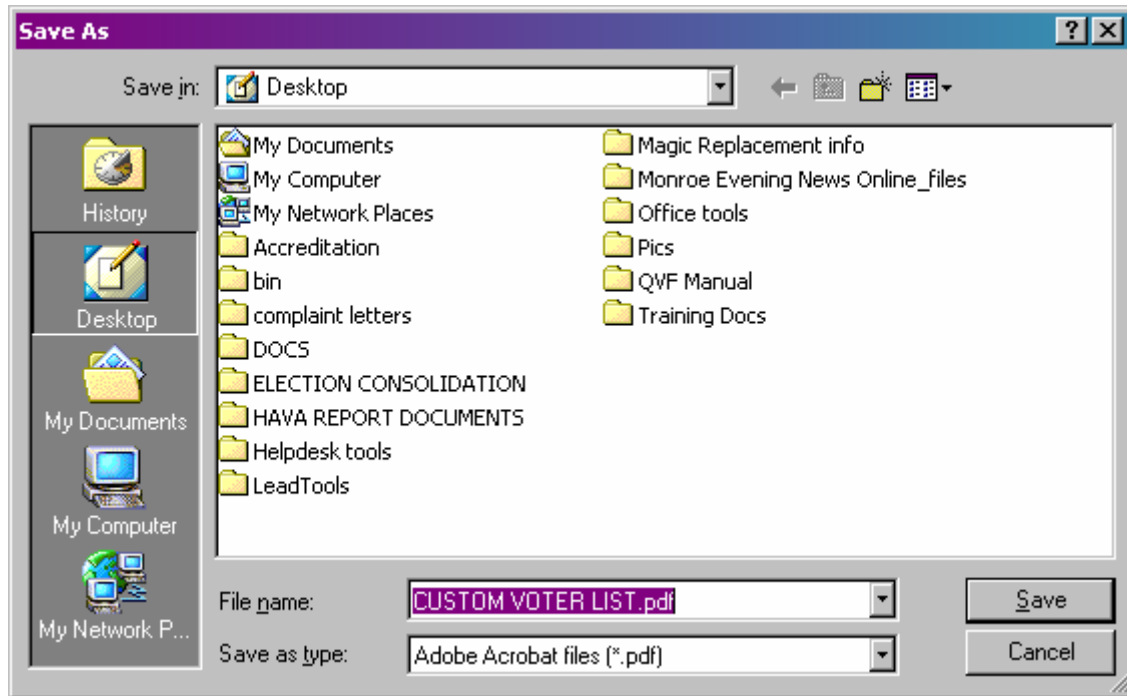 Save As
Save in:
Desktop
History
Desktop
My Documents
My Computer
My Network P...
My Documents
My Computer
My Network Places
Accreditation
bin
complaint letters
DOCS
ELECTION CONSOLIDATION
HAVA REPORT DOCUMENTS
Helpdesk tools
LeadTools
Magic Replacement info
Monroe Evening News Online_files
Office tools
Pics
QVF Manual
Training Docs
File name:
CUSTOM VOTER LIST.pdf
Save
Save as type:
Adobe Acrobat files (*.pdf)
Cancel